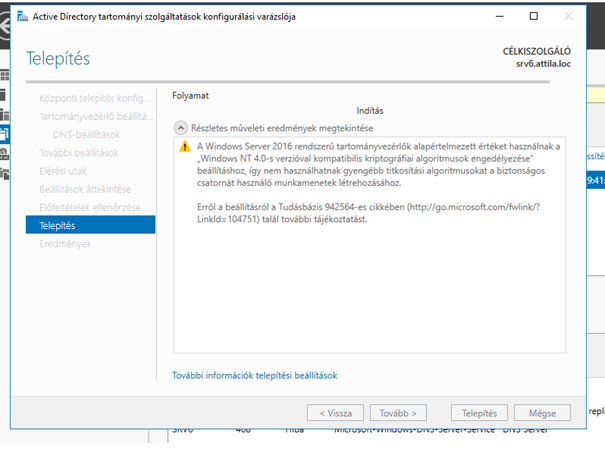 Active Directory tartományi szolgáltatások konfigurálási varázslója
Telepítés
CÉLKISZOLGÁLÓ
srv6.attila.loc
Központi telepítés konfig...
Tartományvezérlő beállítá...
DNS-beállítások
További beállítások
Elérési utak
Beállítások áttekintése
Előfeltételek ellenőrzése
Telepítés
Eredmények
Folyamat
Indítás
Részletes műveleti eredmények megtekintése
A Windows Server 2016 rendszerű tartományvezérlők alapértelmezett értéket használnak a
„Windows NT 4.0-s verzióval kompatibilis kriptográfiai algoritmusok engedélyezése"
beállításhoz, így nem használhatnak gyengébb titkosítási algoritmusokat a biztonságos
csatornát használó munkamenetek létrehozásához.
Erről a beállításról a Tudásbázis 942564-es cikkében (http://go.microsoft.com/fwlink/?
LinkId=104751) talál további tájékoztatást.
További információk telepítési beállítások
< Vissza
Tovább >
Telepítés
Mégse
9:41:
repli
SRV6 408 Hiba Microsoft-Windows-DNS-Server-Service DNS Server